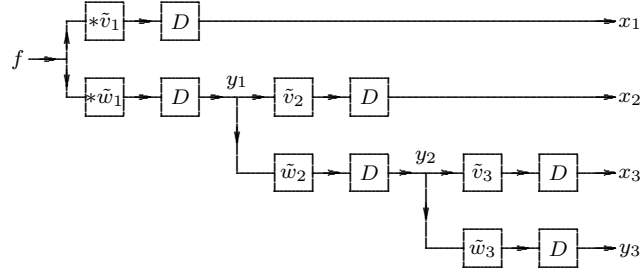 *ṽ₁ D x₁
f
*w̃₁ D y₁ ṽ₂ D x₂
w̃₂ D y₂ ṽ₃ D x₃
w̃₃ D y₃